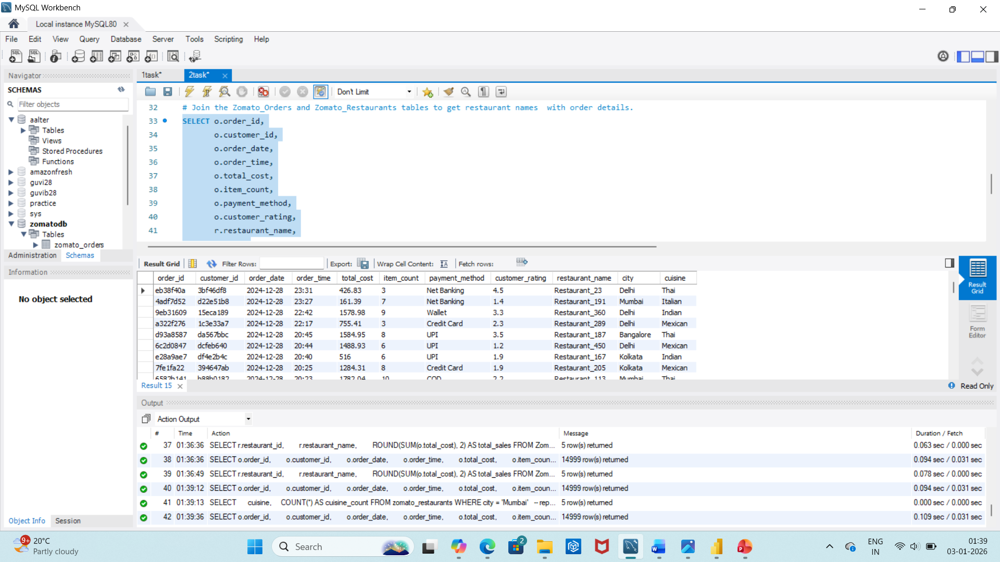 MySQL Workbench
Local instance MySQL80
File Edit View Query Database Server Tools Scripting Help
Navigator
SCHEMAS
Filter objects
aalter
Tables
Views
Stored Procedures
Functions
amazonfresh
guvi28
guvib28
practice
sys
zomatodb
Tables
zomato_orders
Administration Schemas
Information
No object selected
Object Info Session
1task* 2task*
Don't Limit
32 # Join the Zomato_Orders and Zomato_Restaurants tables to get restaurant names  with order details.
33 SELECT o.order_id,
34 o.customer_id,
35 o.order_date,
36 o.order_time,
37 o.total_cost,
38 o.item_count,
39 o.payment_method,
40 o.customer_rating,
41 r.restaurant_name,
Result Grid Filter Rows: Export: Wrap Cell Content: Fetch rows:
order_id customer_id order_date order_time total_cost item_count payment_method customer_rating restaurant_name city cuisine
eb38f40a 3bf46df8 2024-12-28 23:31 426.83 3 Net Banking 4.5 Restaurant_23 Delhi Thai
4adf7d52 d22e51b8 2024-12-28 23:27 161.39 7 Net Banking 1.4 Restaurant_191 Mumbai Italian
9eb31609 15eca189 2024-12-28 22:42 1578.98 9 Wallet 3.3 Restaurant_360 Delhi Indian
a322f276 1c3e33a7 2024-12-28 22:17 755.41 3 Credit Card 2.3 Restaurant_289 Delhi Mexican
d93a8587 da567bbc 2024-12-28 20:45 1584.95 8 UPI 3.5 Restaurant_187 Bangalore Thai
6c2d0847 dcfeb640 2024-12-28 20:44 1488.93 6 UPI 1.2 Restaurant_450 Delhi Mexican
e28a9ae7 df4e2b4c 2024-12-28 20:40 516 6 UPI 1.9 Restaurant_167 Kolkata Indian
7fe1fa22 394647ab 2024-12-28 20:25 1284.31 8 Credit Card 1.9 Restaurant_205 Kolkata Mexican
6582b141 b88b0182 2024-12-28 20:23 1782.04 10 COD 2.2 Restaurant_113 Mumbai Thai
Result Grid
Form Editor
Result 15
Read Only
Output
Action Output
# Time Action Message Duration / Fetch
37 01:36:36 SELECT r.restaurant_id, r.restaurant_name, ROUND(SUM(o.total_cost), 2) AS total_sales FROM Zom... 5 row(s) returned 0.063 sec / 0.000 sec
38 01:36:36 SELECT o.order_id, o.customer_id, o.order_date, o.order_time, o.total_cost, o.item_coun... 14999 row(s) returned 0.094 sec / 0.031 sec
39 01:36:49 SELECT r.restaurant_id, r.restaurant_name, ROUND(SUM(o.total_cost), 2) AS total_sales FROM Zom... 5 row(s) returned 0.078 sec / 0.000 sec
40 01:39:12 SELECT o.order_id, o.customer_id, o.order_date, o.order_time, o.total_cost, o.item_coun... 14999 row(s) returned 0.094 sec / 0.031 sec
41 01:39:13 SELECT cuisine, COUNT(*) AS cuisine_count FROM zomato_restaurants WHERE city = 'Mumbai' -- rep... 5 row(s) returned 0.000 sec / 0.000 sec
42 01:39:36 SELECT o.order_id, o.customer_id, o.order_date, o.order_time, o.total_cost, o.item_coun... 14999 row(s) returned 0.109 sec / 0.031 sec
9+ 20°C
Partly cloudy
Search
2
ENG
IN
01:39
03-01-2026